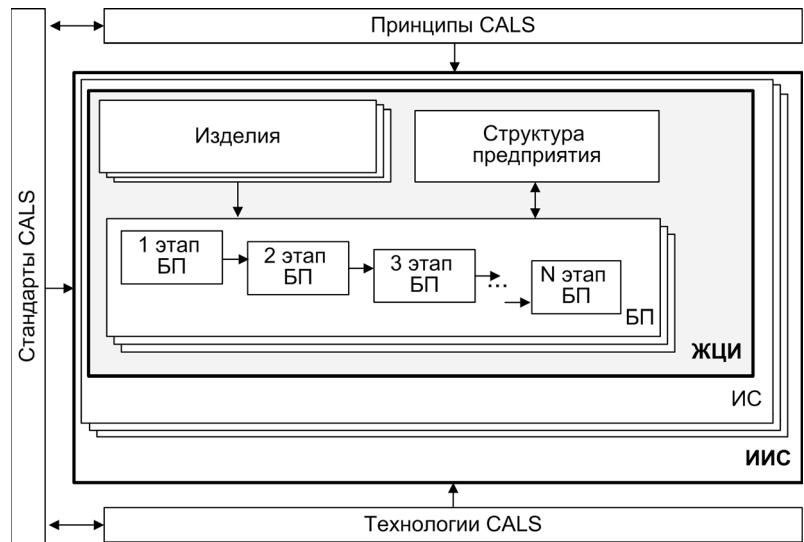 Принципы CALS
Стандарты CALS
Изделия
Структура
предприятия
1 этап
БП
2 этап
БП
3 этап
БП
...
N этап
БП
БП
ЖЦИ
ИС
ИИС
Технологии CALS